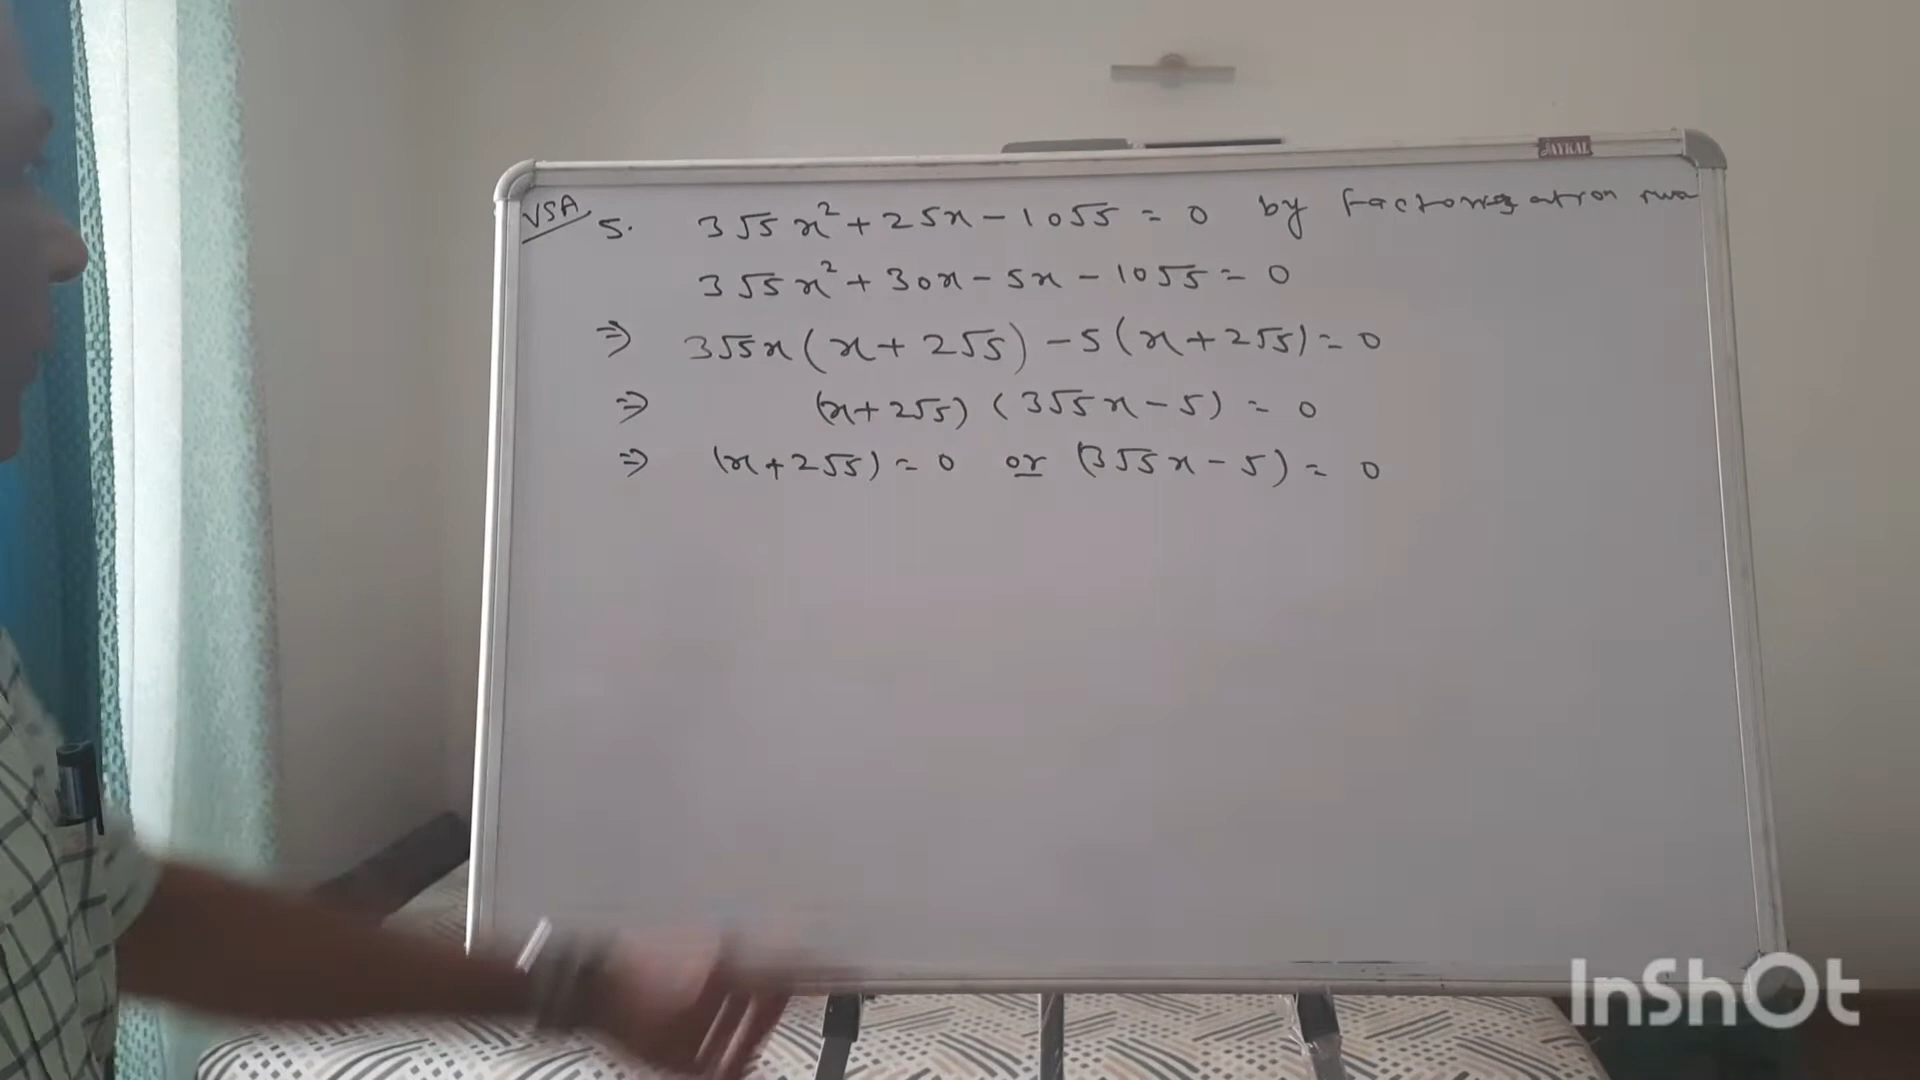 JAYKAL
VSA 5. 3√5x² + 25x - 10√5 = 0 by factorization
3√5x² + 30x - 5x - 10√5 = 0
⇒ 3√5x(x + 2√5) - 5(x + 2√5) = 0
⇒ (x + 2√5) (3√5x - 5) = 0
⇒ (x + 2√5) = 0 or (3√5x - 5) = 0
InShOt